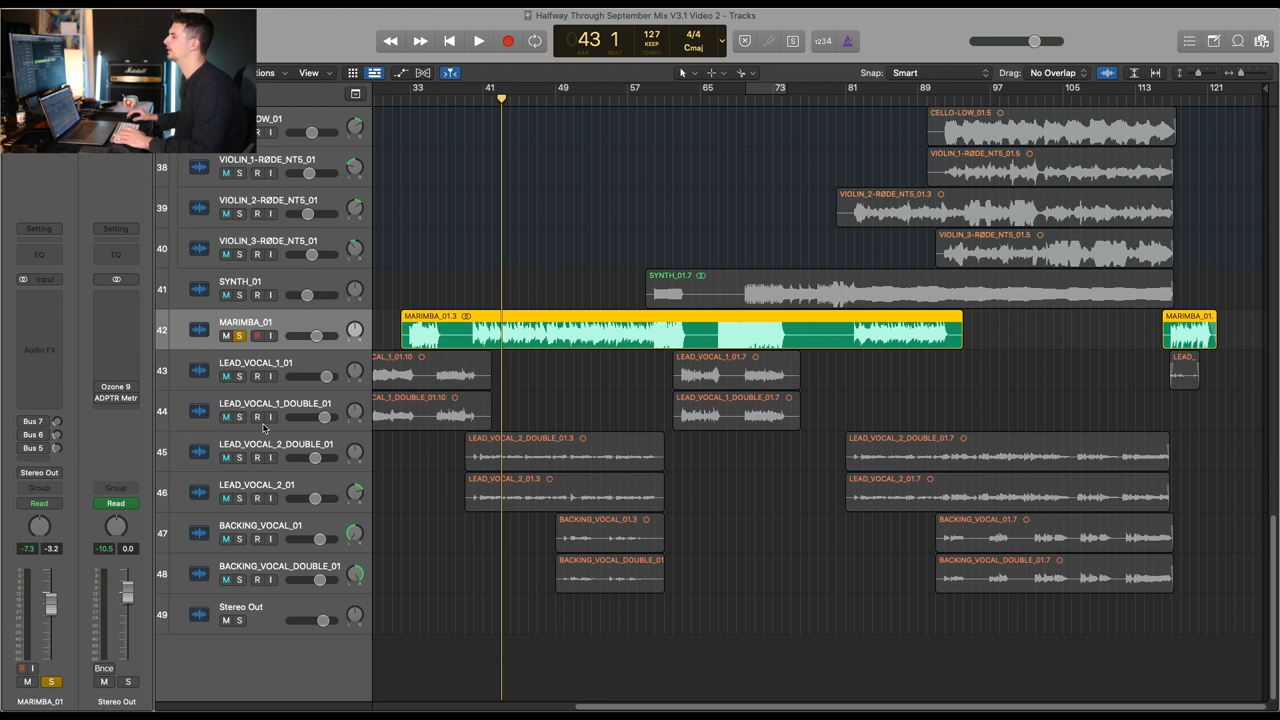 Halfway Through September Mix V3.1 Video 2 - Tracks
43 1
BAR BEAT
127
KEEP
TEMPO
4/4
Cmaj
S
1234
View
Snap: Smart
Drag: No Overlap
33 41 49 57 65 73 81 89 97 105 113 121
M S R I
CELLO-LOW_01.5
38 VIOLIN_1-RØDE_NT5_01
M S R I
VIOLIN_1-RØDE_NT5_01.5
39 VIOLIN_2-RØDE_NT5_01
M S R I
VIOLIN_2-RØDE_NT5_01.3
40 VIOLIN_3-RØDE_NT5_01
M S R I
VIOLIN_3-RØDE_NT5_01.5
41 SYNTH_01
M S R I
SYNTH_01.7
42 MARIMBA_01
M S R I
MARIMBA_01.3
MARIMBA_01.
43 LEAD_VOCAL_1_01
M S R I
CAL_1_01.10
LEAD_VOCAL_1_01.7
LEAD_
44 LEAD_VOCAL_1_DOUBLE_01
M S R I
CAL_1_DOUBLE_01.10
LEAD_VOCAL_1_DOUBLE_01.7
45 LEAD_VOCAL_2_DOUBLE_01
M S R I
LEAD_VOCAL_2_DOUBLE_01.3
LEAD_VOCAL_2_DOUBLE_01.7
46 LEAD_VOCAL_2_01
M S R I
LEAD_VOCAL_2_01.3
LEAD_VOCAL_2_01.7
47 BACKING_VOCAL_01
M S R I
BACKING_VOCAL_01.3
BACKING_VOCAL_01.7
48 BACKING_VOCAL_DOUBLE_01
M S R I
BACKING_VOCAL_DOUBLE_01
BACKING_VOCAL_DOUBLE_01.7
49 Stereo Out
M S
Setting Setting
EQ EQ
Input
Audio FX
Ozone 9
ADPTR Metr
Bus 7
Bus 6
Bus 5
Stereo Out
Group Group
Read Read
-7.3 -3.2 -10.5 0.0
R I Bnce
M S M S
MARIMBA_01 Stereo Out